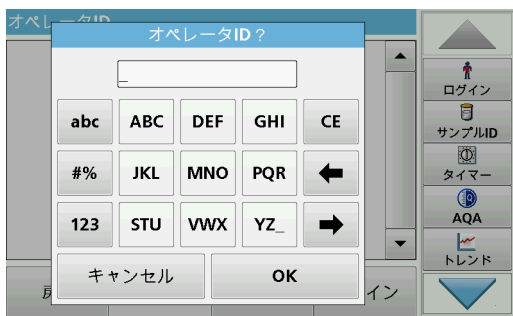 オペレータID
オペレータID？
_
abc
ABC
DEF
GHI
CE
#%
JKL
MNO
PQR
123
STU
VWX
YZ_
キャンセル
OK
ログイン
サンプルID
タイマー
AQA
トレンド